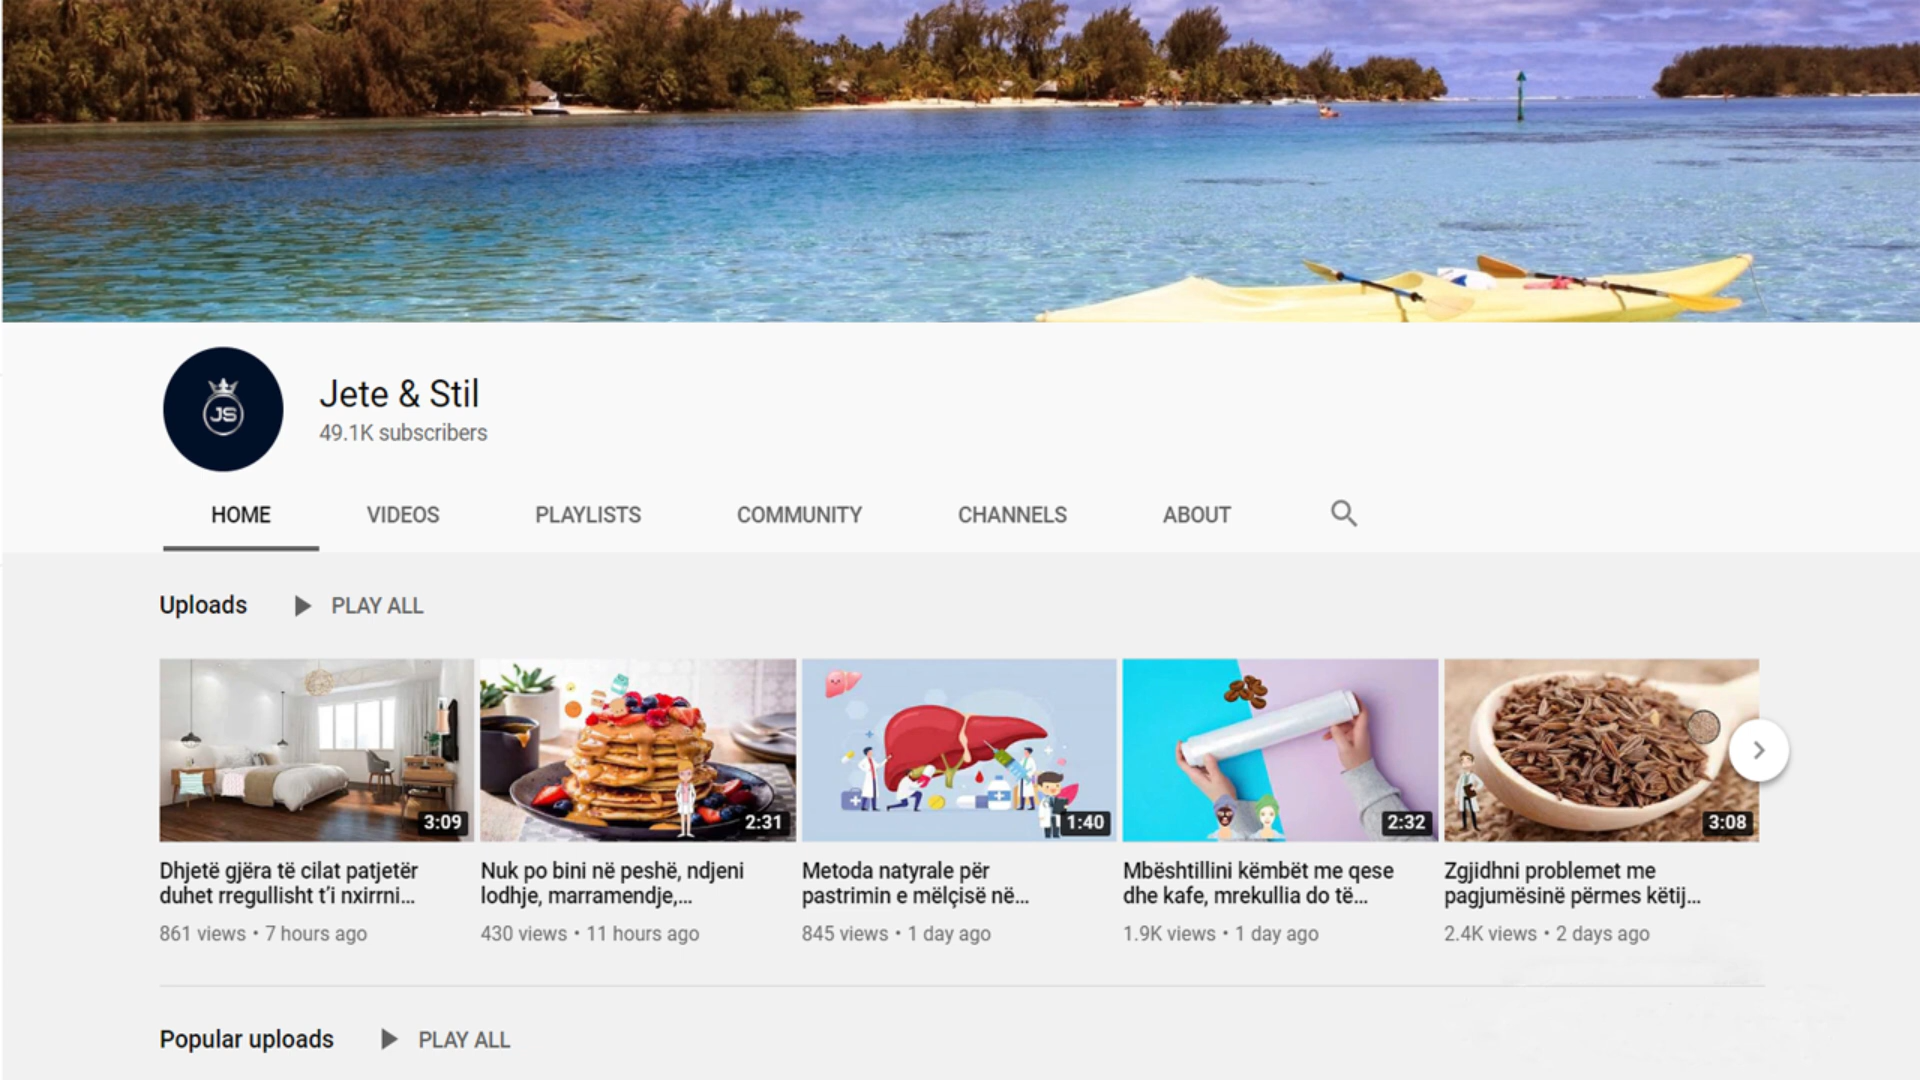 JS
Jete & Stil
49.1K subscribers
HOME VIDEOS PLAYLISTS COMMUNITY CHANNELS ABOUT
Uploads PLAY ALL
3:09 2:31 1:40 2:32 3:08
Dhjetë gjëra të cilat patjetër
duhet rregullisht t'i nxirrni...
861 views • 7 hours ago
Nuk po bini në peshë, ndjeni
lodhje, marramendje,...
430 views • 11 hours ago
Metoda natyrale për
pastrimin e mëlçisë në...
845 views • 1 day ago
Mbështillini këmbët me qese
dhe kafe, mrekullia do të...
1.9K views • 1 day ago
Zgjidhni problemet me
pagjumësinë përmes këtij...
2.4K views • 2 days ago
Popular uploads PLAY ALL